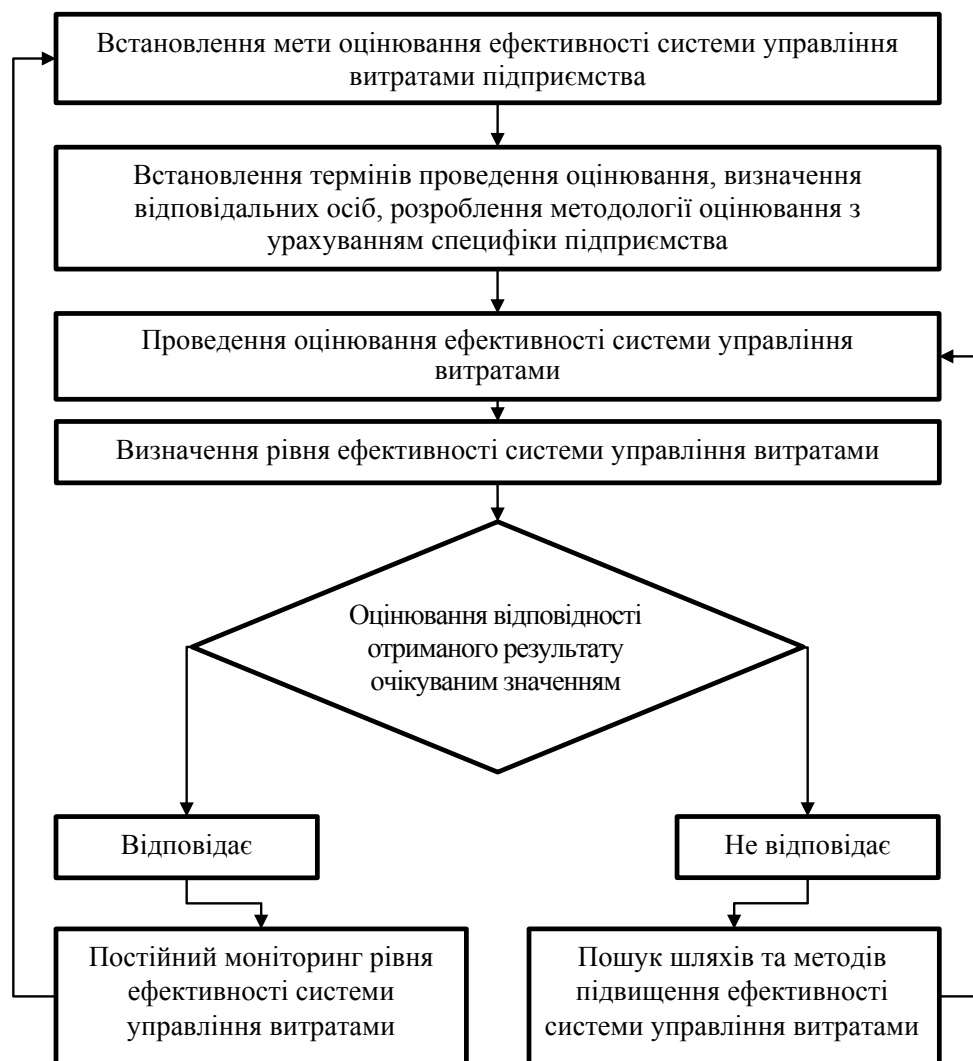 Встановлення мети оцінювання ефективності системи управління
витратами підприємства
Встановлення термінів проведення оцінювання, визначення
відповідальних осіб, розроблення методології оцінювання з
урахуванням специфіки підприємства
Проведення оцінювання ефективності системи управління
витратами
Визначення рівня ефективності системи управління витратами
Оцінювання відповідності
отриманого результату
очікуваним значенням
Відповідає
Не відповідає
Постійний моніторинг рівня
ефективності системи
управління витратами
Пошук шляхів та методів
підвищення ефективності
системи управління витратами